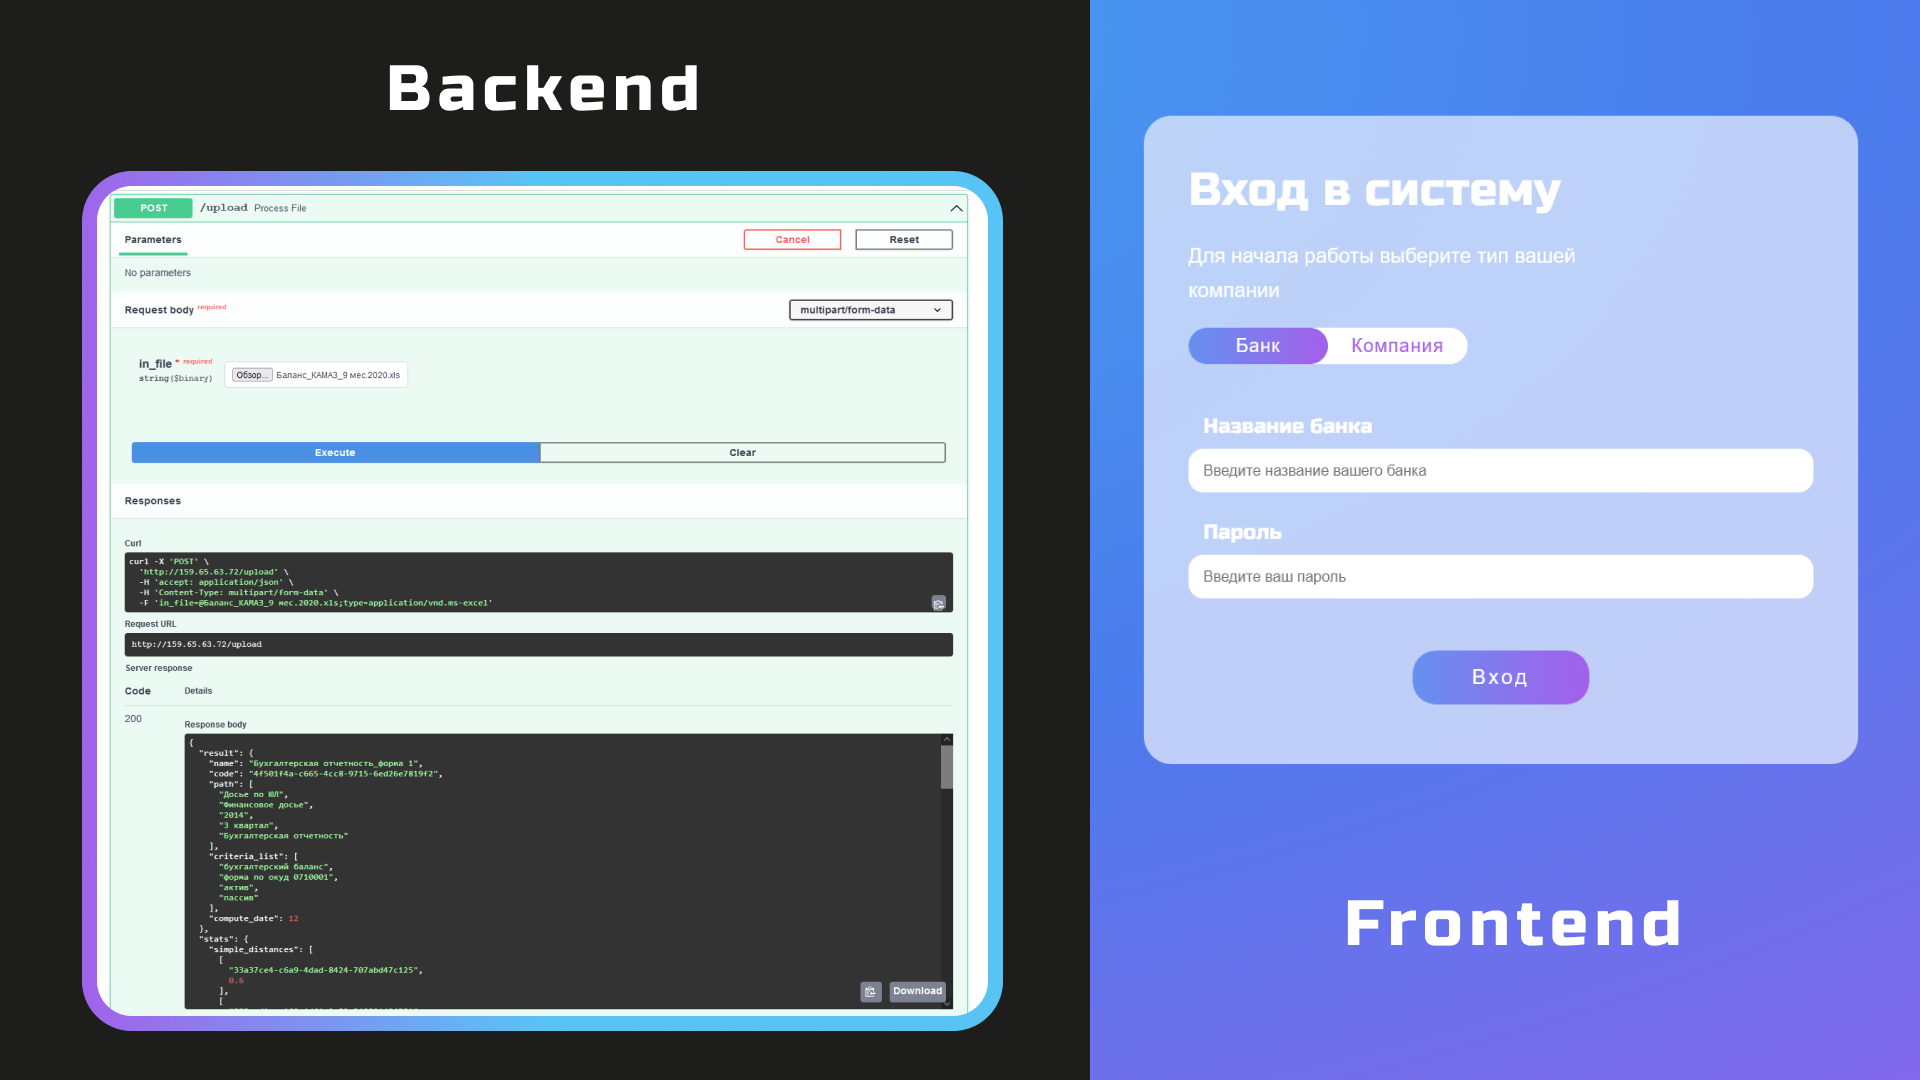 Backend
POST /upload Process File
Parameters
Cancel
Reset
No parameters
Request body required
multipart/form-data
in_file * required
string($binary)
Обзор... Баланс_КАМАЗ_9 мес.2020.xls
Execute
Clear
Responses
Curl
curl -X 'POST' \
'http://159.65.63.72/upload' \
-H 'accept: application/json' \
-H 'Content-Type: multipart/form-data' \
-F 'in_file=@Баланс_КАМАЗ_9 мес.2020.xls;type=application/vnd.ms-excel'
Request URL
http://159.65.63.72/upload
Server response
Code Details
200
Response body
{
"result": {
"name": "Бухгалтерская отчетность_форма 1",
"code": "4f501f4a-c665-4cc8-9715-6ed26e7819f2",
"path": [
"Досье по ЮЛ",
"Финансовое досье",
"2014",
"3 квартал",
"Бухгалтерская отчетность"
],
"criteria_list": [
"бухгалтерский баланс",
"форма по окуд 0710001",
"актив",
"пассив"
],
"compute_date": 12
},
"stats": {
"simple_distances": [
[
"33a37ce4-c6a9-4dad-8424-707abd47c125",
0.6
],
[
Download
Вход в систему
Для начала работы выберите тип вашей
компании
Банк Компания
Название банка
Введите название вашего банка
Пароль
Введите ваш пароль
Вход
Frontend